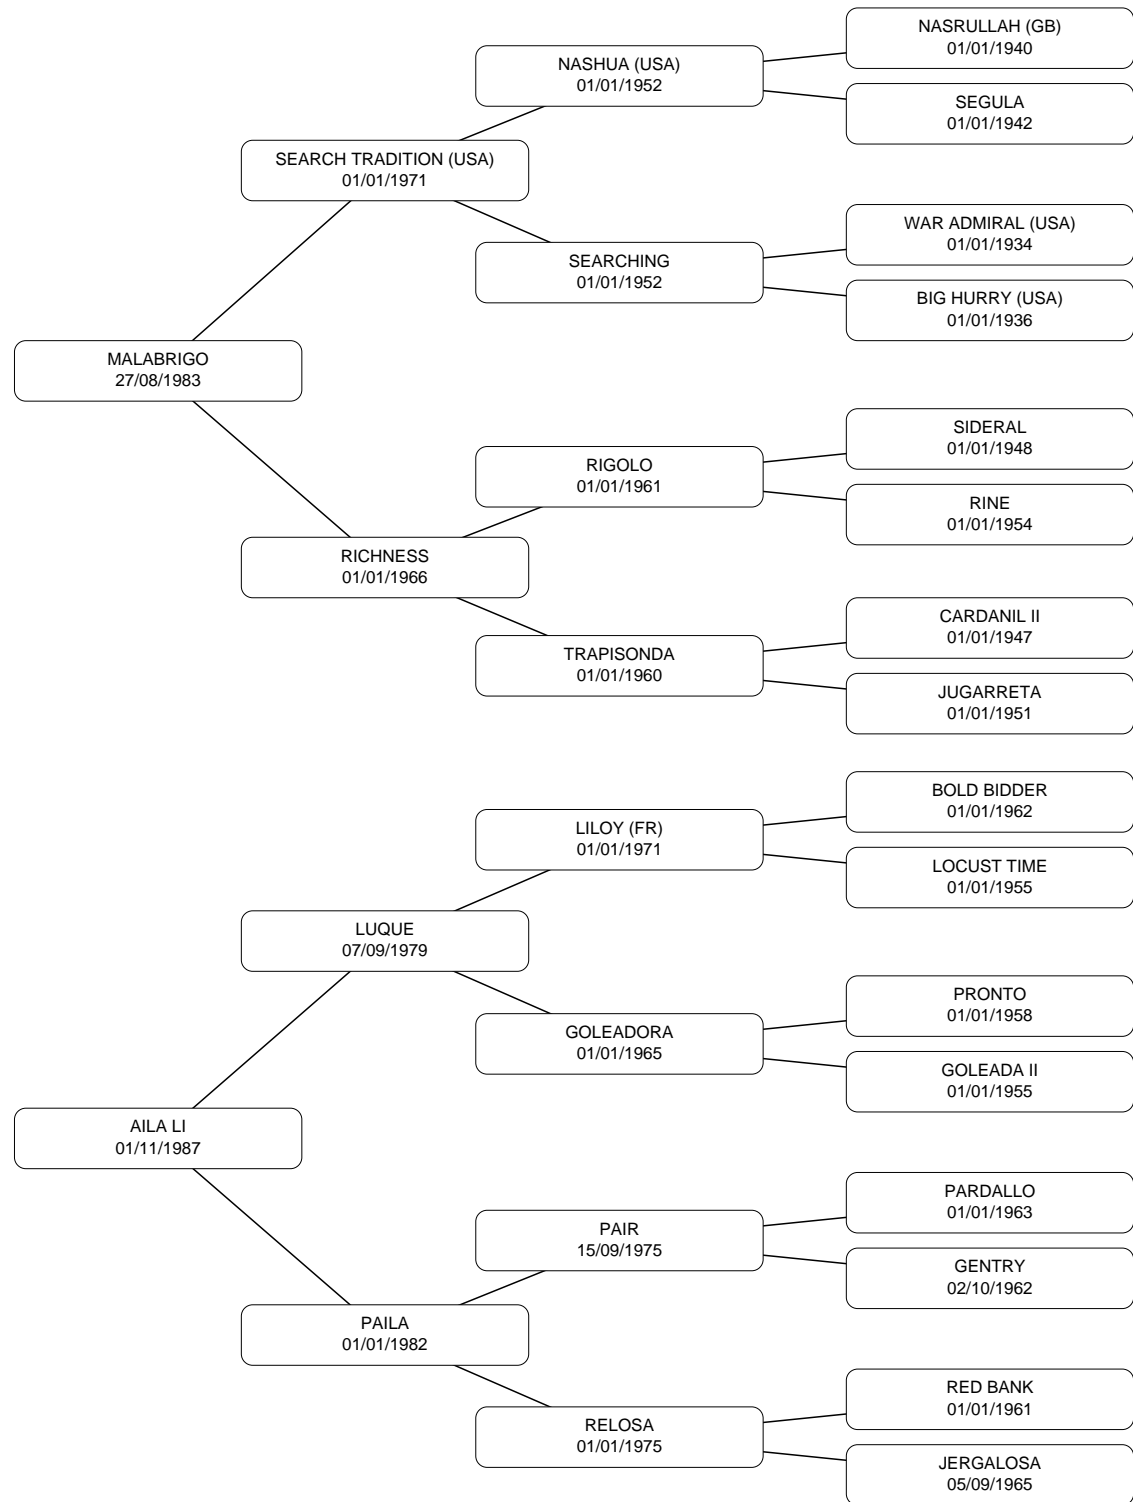 NASRULLAH (GB)
01/01/1940
NASHUA (USA)
01/01/1952
SEGULA
01/01/1942
SEARCH TRADITION (USA)
01/01/1971
WAR ADMIRAL (USA)
01/01/1934
SEARCHING
01/01/1952
BIG HURRY (USA)
01/01/1936
MALABRIGO
27/08/1983
SIDERAL
01/01/1948
RIGOLO
01/01/1961
RINE
01/01/1954
RICHNESS
01/01/1966
CARDANIL II
01/01/1947
TRAPISONDA
01/01/1960
JUGARRETA
01/01/1951
BOLD BIDDER
01/01/1962
LILOY (FR)
01/01/1971
LOCUST TIME
01/01/1955
LUQUE
07/09/1979
PRONTO
01/01/1958
GOLEADORA
01/01/1965
GOLEADA II
01/01/1955
AILA LI
01/11/1987
PARDALLO
01/01/1963
PAIR
15/09/1975
GENTRY
02/10/1962
PAILA
01/01/1982
RED BANK
01/01/1961
RELOSA
01/01/1975
JERGALOSA
05/09/1965